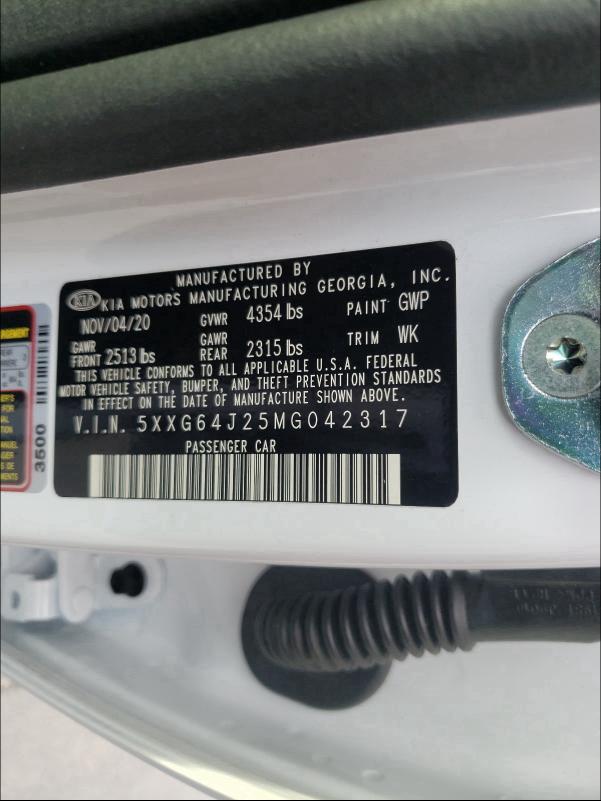 MANUFACTURED BY
KIA KIA MOTORS MANUFACTURING GEORGIA, INC.
NOV/04/20 GVWR 4354 lbs PAINT GWP
GAWR FRONT 2513 lbs GAWR REAR 2315 lbs TRIM WK
THIS VEHICLE CONFORMS TO ALL APPLICABLE U.S.A. FEDERAL
MOTOR VEHICLE SAFETY, BUMPER, AND THEFT PREVENTION STANDARDS
IN EFFECT ON THE DATE OF MANUFACTURE SHOWN ABOVE.
V.I.N. 5XXG64J25MG042317
PASSENGER CAR
3500